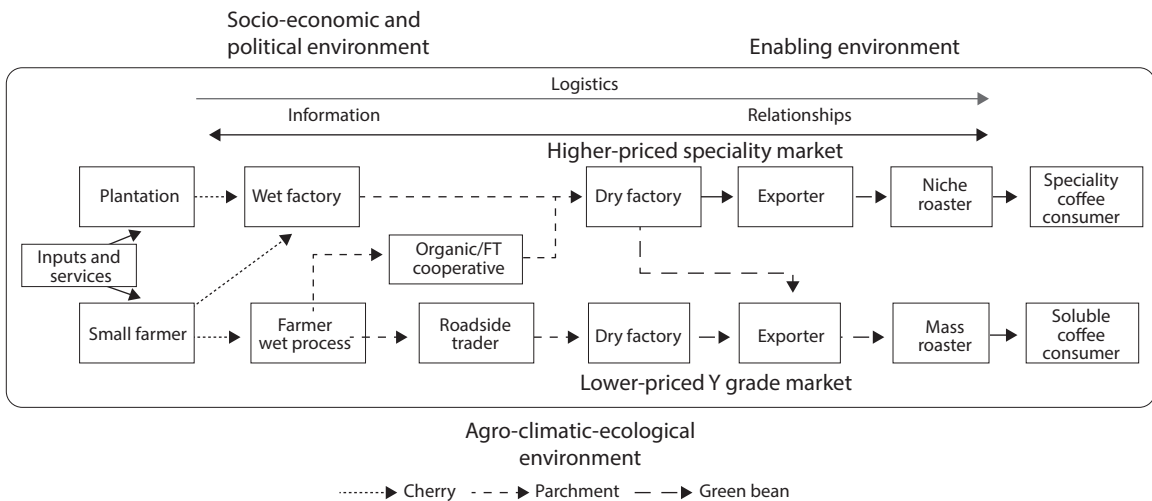 Socio-economic and
political environment
Enabling environment
Logistics
Information
Relationships
Higher-priced speciality market
Plantation
Wet factory
Dry factory
Exporter
Niche
roaster
Speciality
coffee
consumer
Inputs and
services
Organic/FT
cooperative
Small farmer
Farmer
wet process
Roadside
trader
Dry factory
Exporter
Mass
roaster
Soluble
coffee
consumer
Lower-priced Y grade market
Agro-climatic-ecological
environment
Cherry
Parchment
Green bean